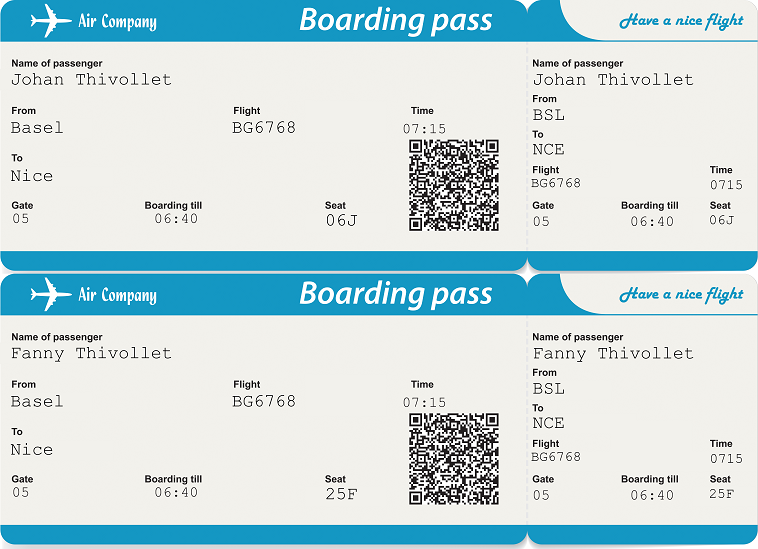 Air Company
Boarding pass
Have a nice flight
Name of passenger
Johan Thivollet
From
Flight
Time
Basel
BG6768
07:15
To
Nice
Gate
Boarding till
Seat
05
06:40
06J
Name of passenger
Johan Thivollet
From
BSL
To
NCE
Flight
Time
BG6768
0715
Gate
Boarding till
Seat
05
06:40
06J
Air Company
Boarding pass
Have a nice flight
Name of passenger
Fanny Thivollet
From
Flight
Time
Basel
BG6768
07:15
To
Nice
Gate
Boarding till
Seat
05
06:40
25F
Name of passenger
Fanny Thivollet
From
BSL
To
NCE
Flight
Time
BG6768
0715
Gate
Boarding till
Seat
05
06:40
25F